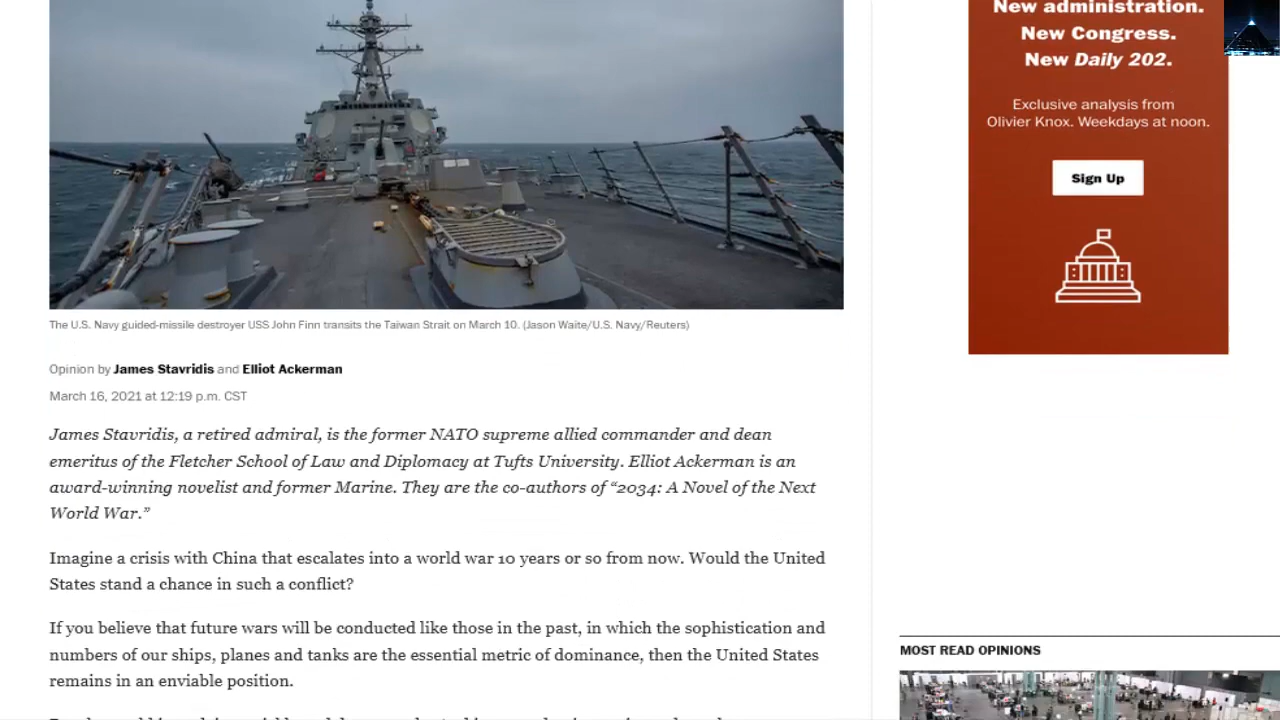 New administration.
New Congress.
New Daily 202.
Exclusive analysis from
Olivier Knox. Weekdays at noon.
Sign Up
The U.S. Navy guided-missile destroyer USS John Finn transits the Taiwan Strait on March 10. (Jason Waite/U.S. Navy/Reuters)
Opinion by James Stavridis and Elliot Ackerman
March 16, 2021 at 12:19 p.m. CST
James Stavridis, a retired admiral, is the former NATO supreme allied commander and dean
emeritus of the Fletcher School of Law and Diplomacy at Tufts University. Elliot Ackerman is an
award-winning novelist and former Marine. They are the co-authors of “2034: A Novel of the Next
World War.”
Imagine a crisis with China that escalates into a world war 10 years or so from now. Would the United
States stand a chance in such a conflict?
If you believe that future wars will be conducted like those in the past, in which the sophistication and
numbers of our ships, planes and tanks are the essential metric of dominance, then the United States
remains in an enviable position.
MOST READ OPINIONS